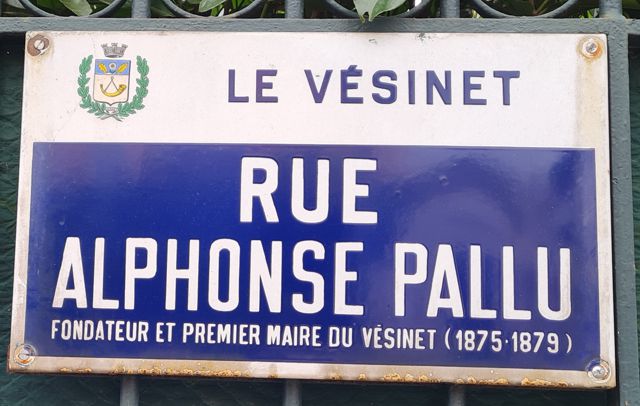 LE VÉSINET
RUE
ALPHONSE PALLU
FONDATEUR ET PREMIER MAIRE DU VÉSINET (1875-1879)